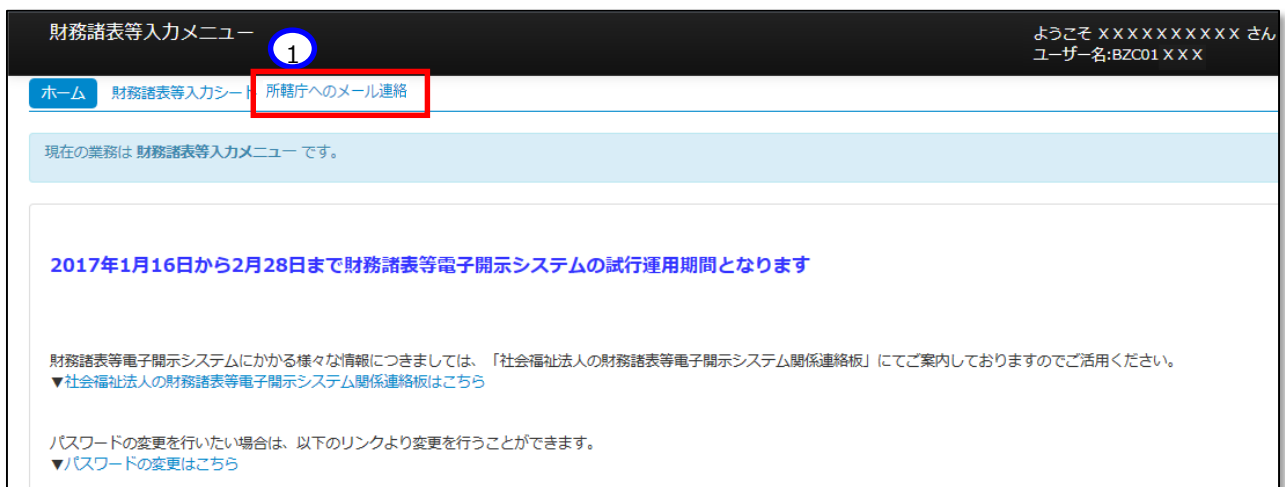 財務諸表等入力メニュー
1
ようこそ XXXXXXXXXX さん
ユーザー名:BZC01XXX
ホーム 財務諸表等入力シート 所轄庁へのメール連絡
現在の業務は 財務諸表等入力メニュー です。
2017年1月16日から2月28日まで財務諸表等電子開示システムの試行運用期間となります
財務諸表等電子開示システムにかかる様々な情報につきましては、「社会福祉法人の財務諸表等電子開示システム関係連絡板」にてご案内しておりますのでご活用ください。
▼社会福祉法人の財務諸表等電子開示システム関係連絡板はこちら
パスワードの変更を行いたい場合は、以下のリンクより変更を行うことができます。
▼パスワードの変更はこちら